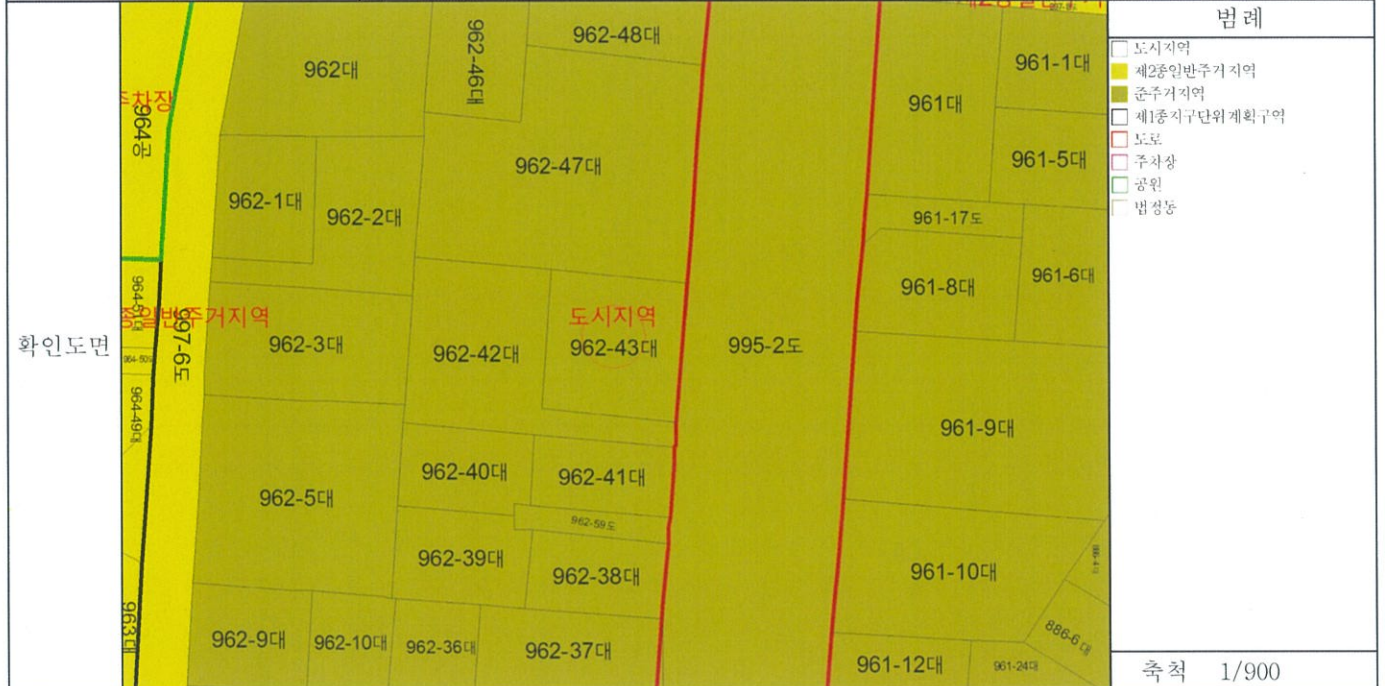 확인도면
962대
962-46대
962-48대
주차장
964공
962-47대
961대
961-1대
961-5대
962-1대
962-2대
961-17도
961-8대
961-6대
도시지역
962-3대
962-42대
962-43대
995-2도
997-6도
964-50대
964-49대
961-9대
962-5대
962-40대
962-41대
962-59도
962-39대
962-38대
961-10대
963대
962-9대
962-10대
962-36대
962-37대
961-12대
961-24대
886-6대
범례
도시지역
제2종일반주거지역
준주거지역
제1종지구단위계획구역
도로
주차장
공원
법정동
축척 1/900